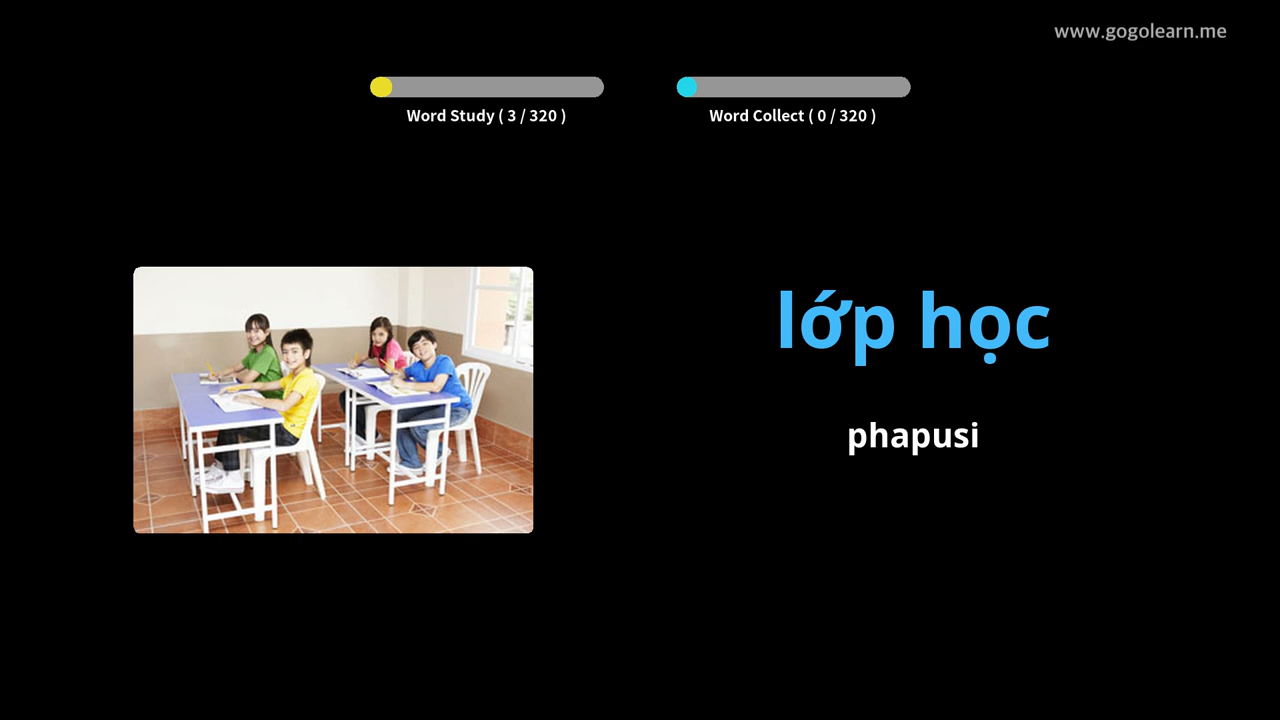 www.gogolearn.me
Word Study ( 3 / 320 )
Word Collect ( 0 / 320 )
lớp học
phapusi